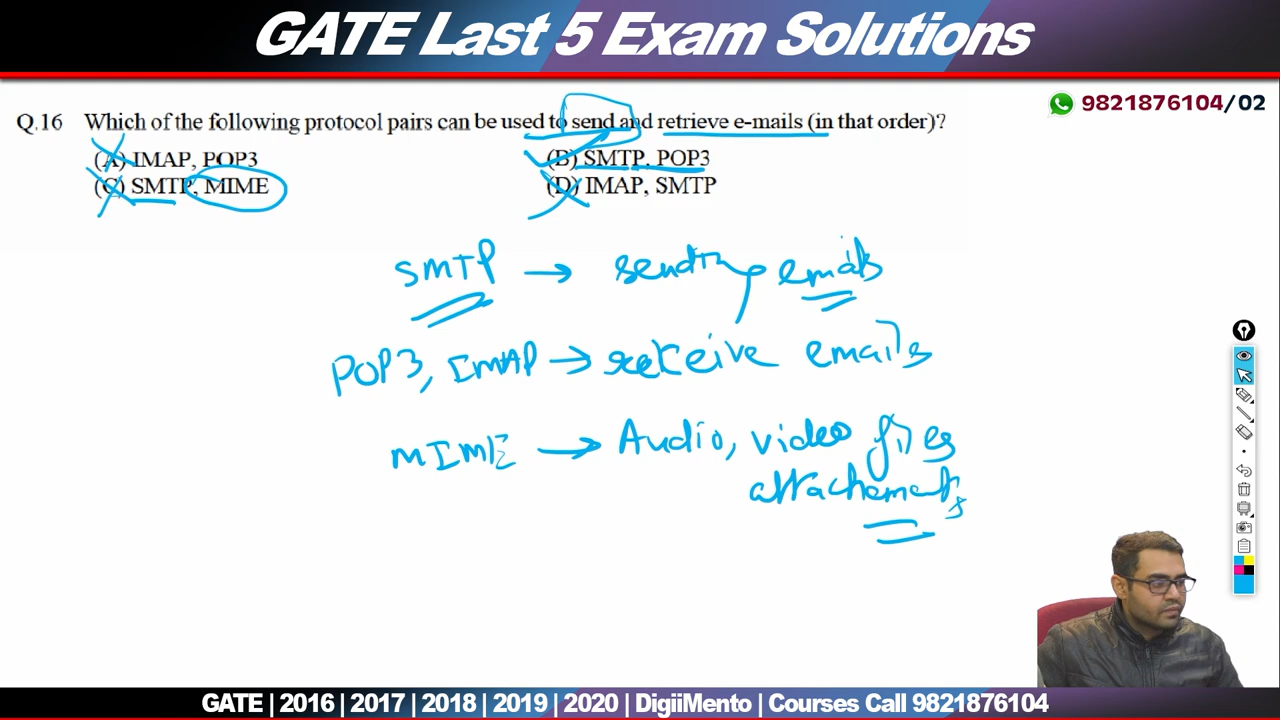 GATE Last 5 Exam Solutions
9821876104/02
Q.16 Which of the following protocol pairs can be used to send and retrieve e-mails (in that order)?
(A) IMAP, POP3 (B) SMTP, POP3
(C) SMTP, MIME (D) IMAP, SMTP
SMTP → sending emails
POP3, IMAP → receive emails
MIME → Audio, video files
attachements
GATE | 2016 | 2017 | 2018 | 2019 | 2020 | DigiiMento | Courses Call 9821876104